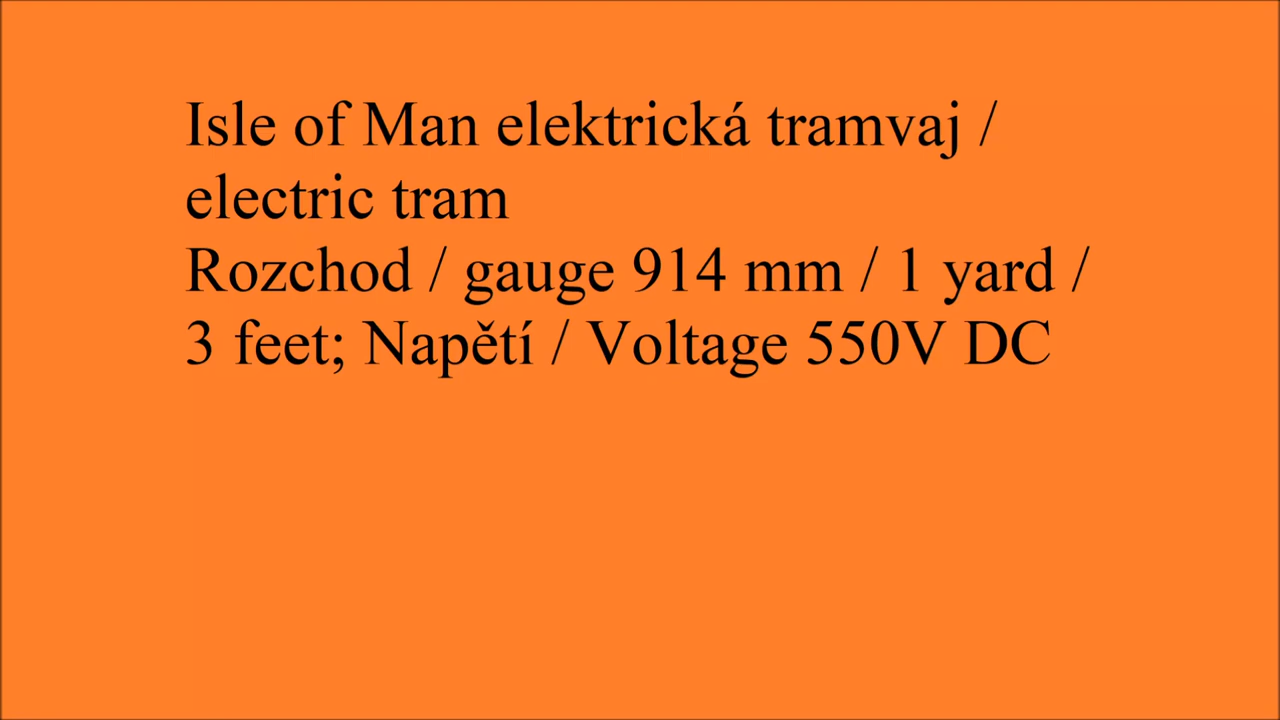 Isle of Man elektrická tramvaj /
electric tram
Rozchod / gauge 914 mm / 1 yard /
3 feet; Napětí / Voltage 550V DC